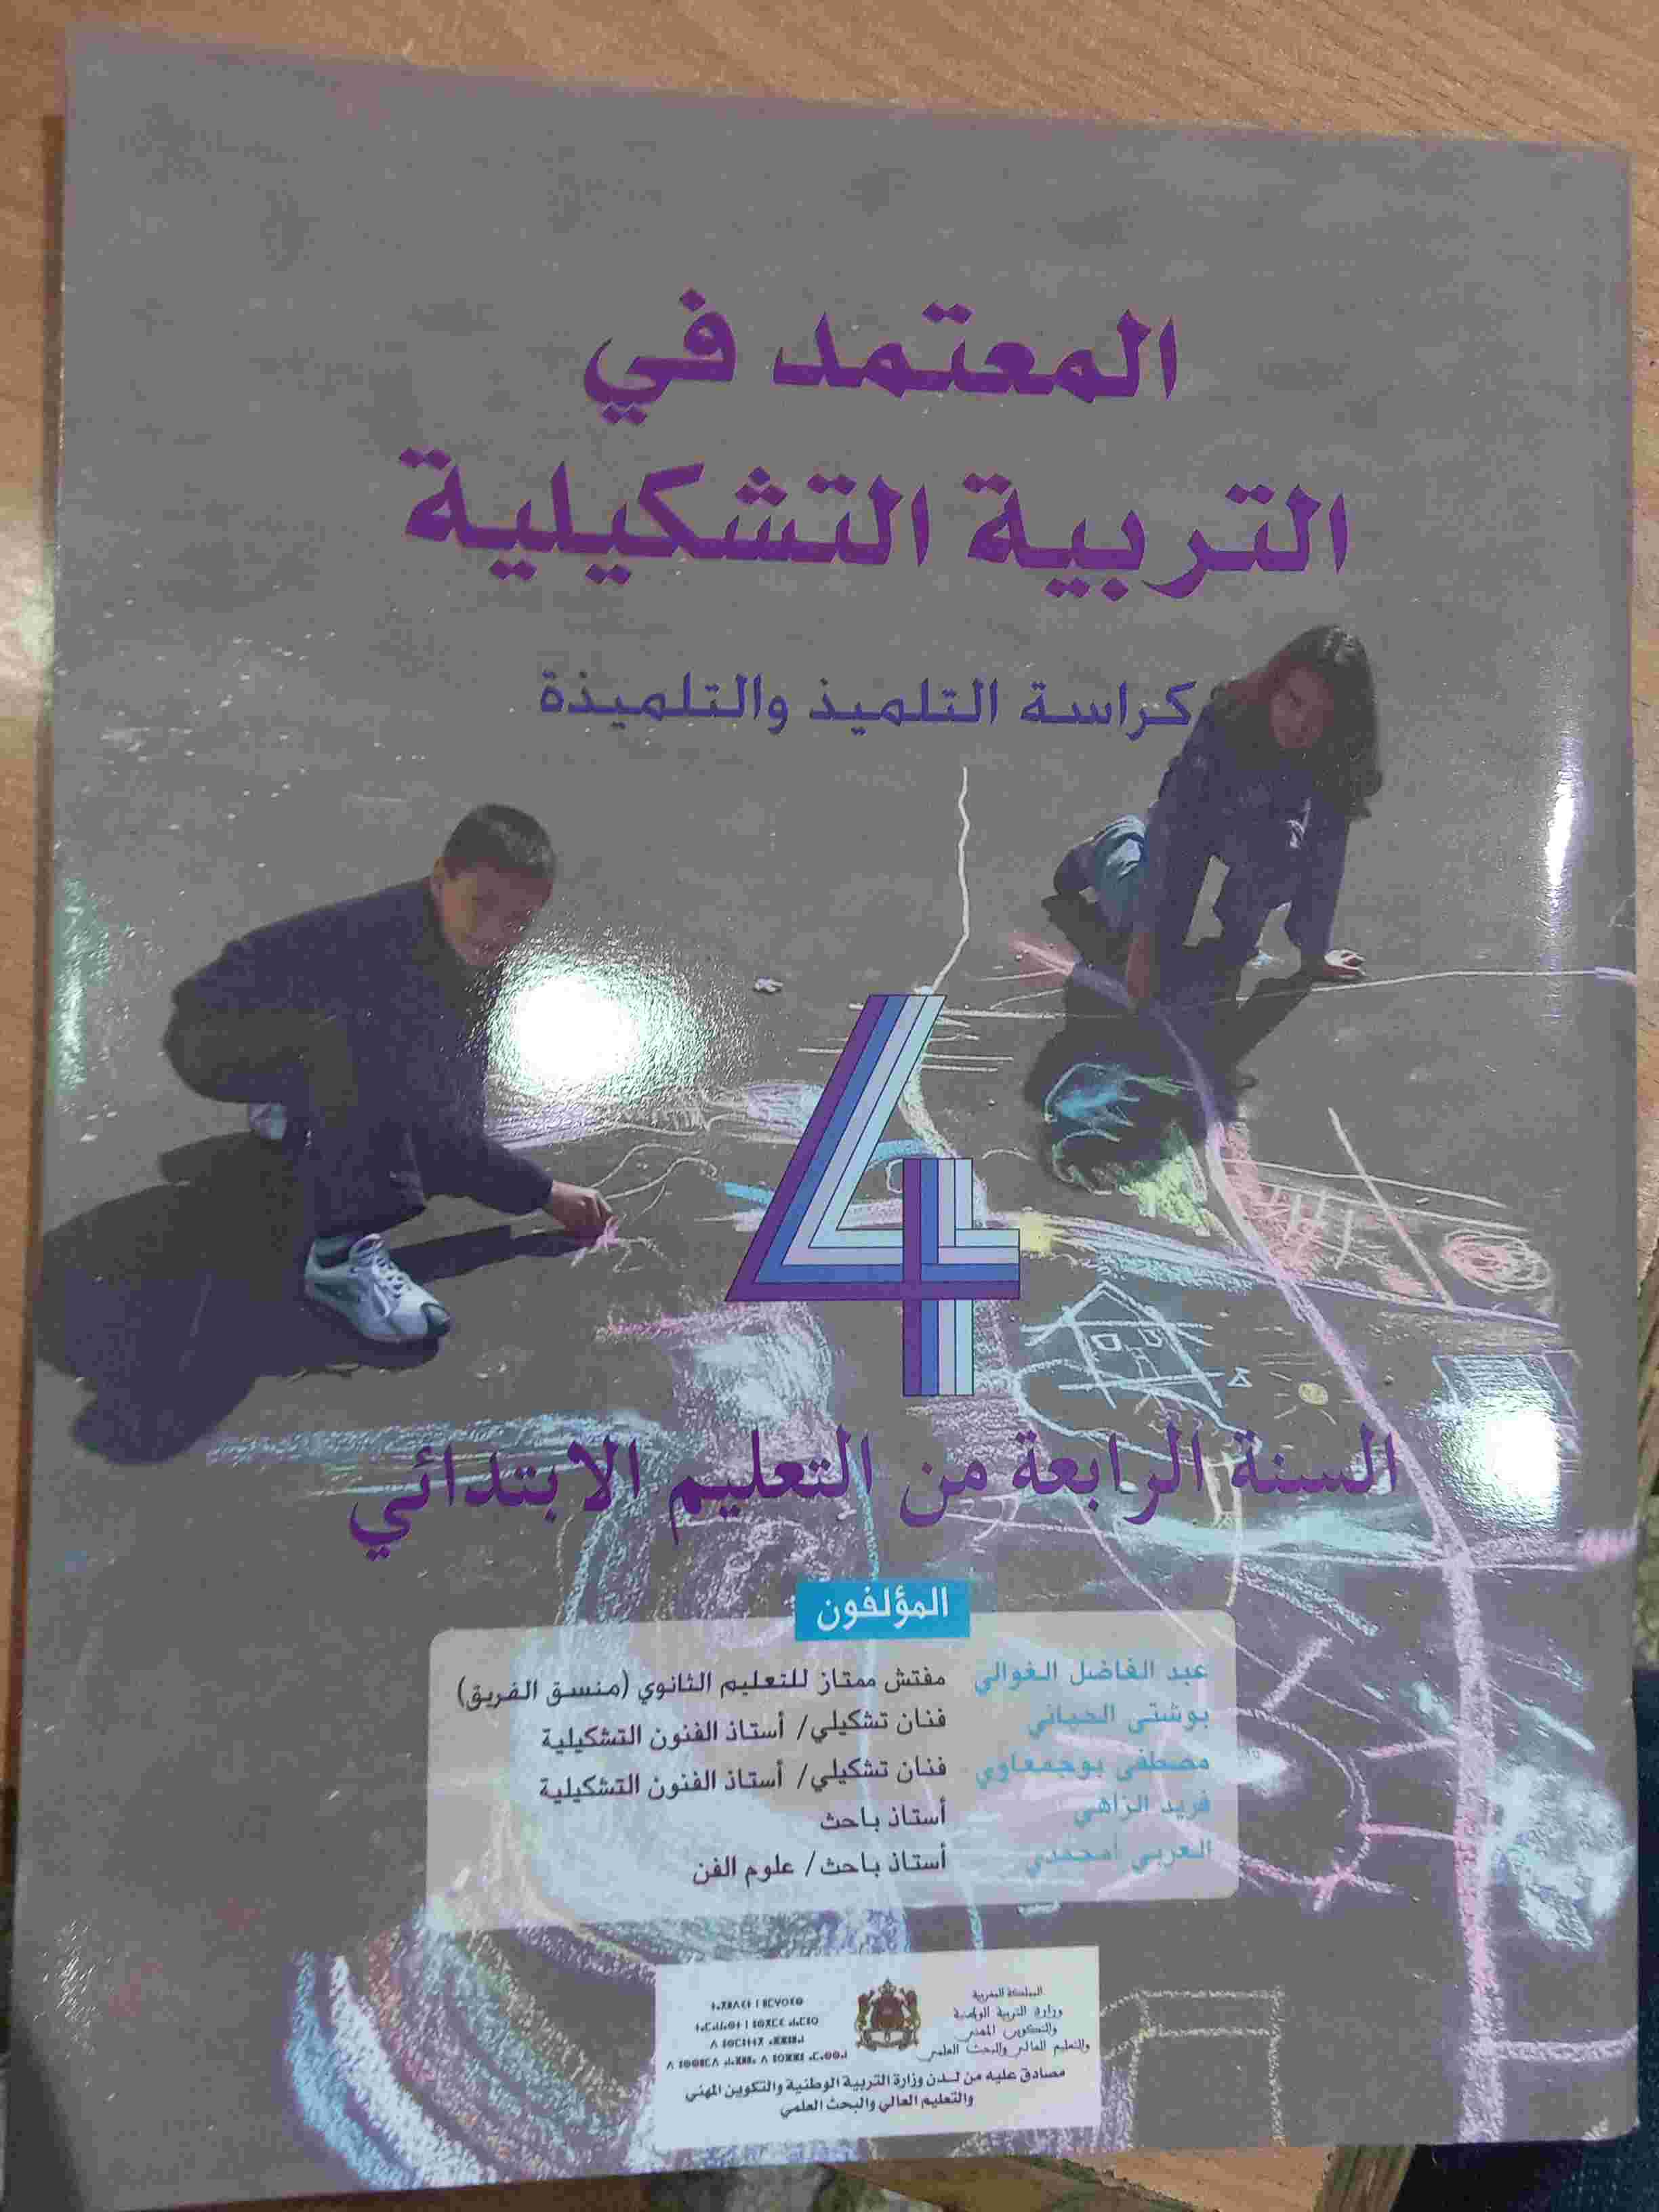 المعتمد في
التربية التشكيلية
كراسة التلميذ والتلميذة
4
السنة الرابعة من التعليم الابتدائي
المؤلفون
عبد الفاضل الغوالي مفتش ممتاز للتعليم الثانوي (منسق الفريق)
بوشتى الحياني فنان تشكيلي/ أستاذ الفنون التشكيلية
مصطفى بوجمعاوي فنان تشكيلي/ أستاذ الفنون التشكيلية
فريد الزاهي أستاذ باحث
العربي امحمدي أستاذ باحث/ علوم الفن
المملكة المغربية
وزارة التربية الوطنية
والتكوين المهني
والتعليم العالي والبحث العلمي
مصادق عليه من لدن وزارة التربية الوطنية والتكوين المهني
والتعليم العالي والبحث العلمي